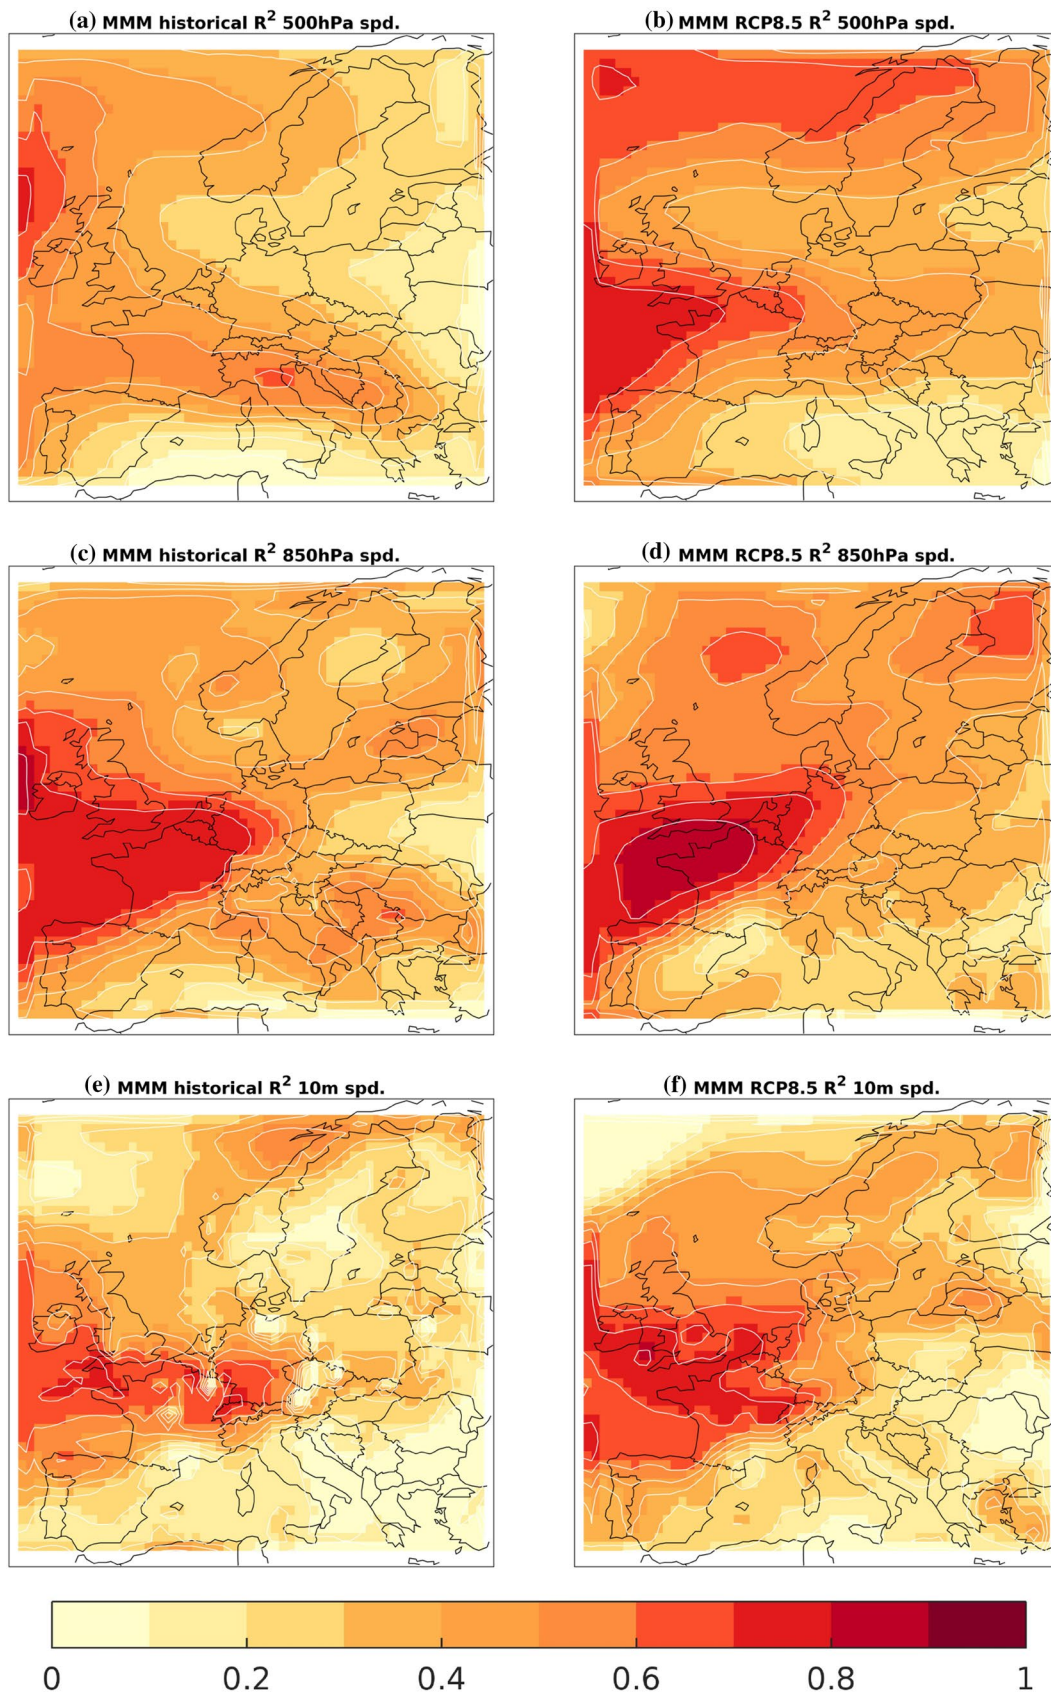 (a) MMM historical R² 500hPa spd.
(b) MMM RCP8.5 R² 500hPa spd.
(c) MMM historical R² 850hPa spd.
(d) MMM RCP8.5 R² 850hPa spd.
(e) MMM historical R² 10m spd.
(f) MMM RCP8.5 R² 10m spd.
0 0.2 0.4 0.6 0.8 1